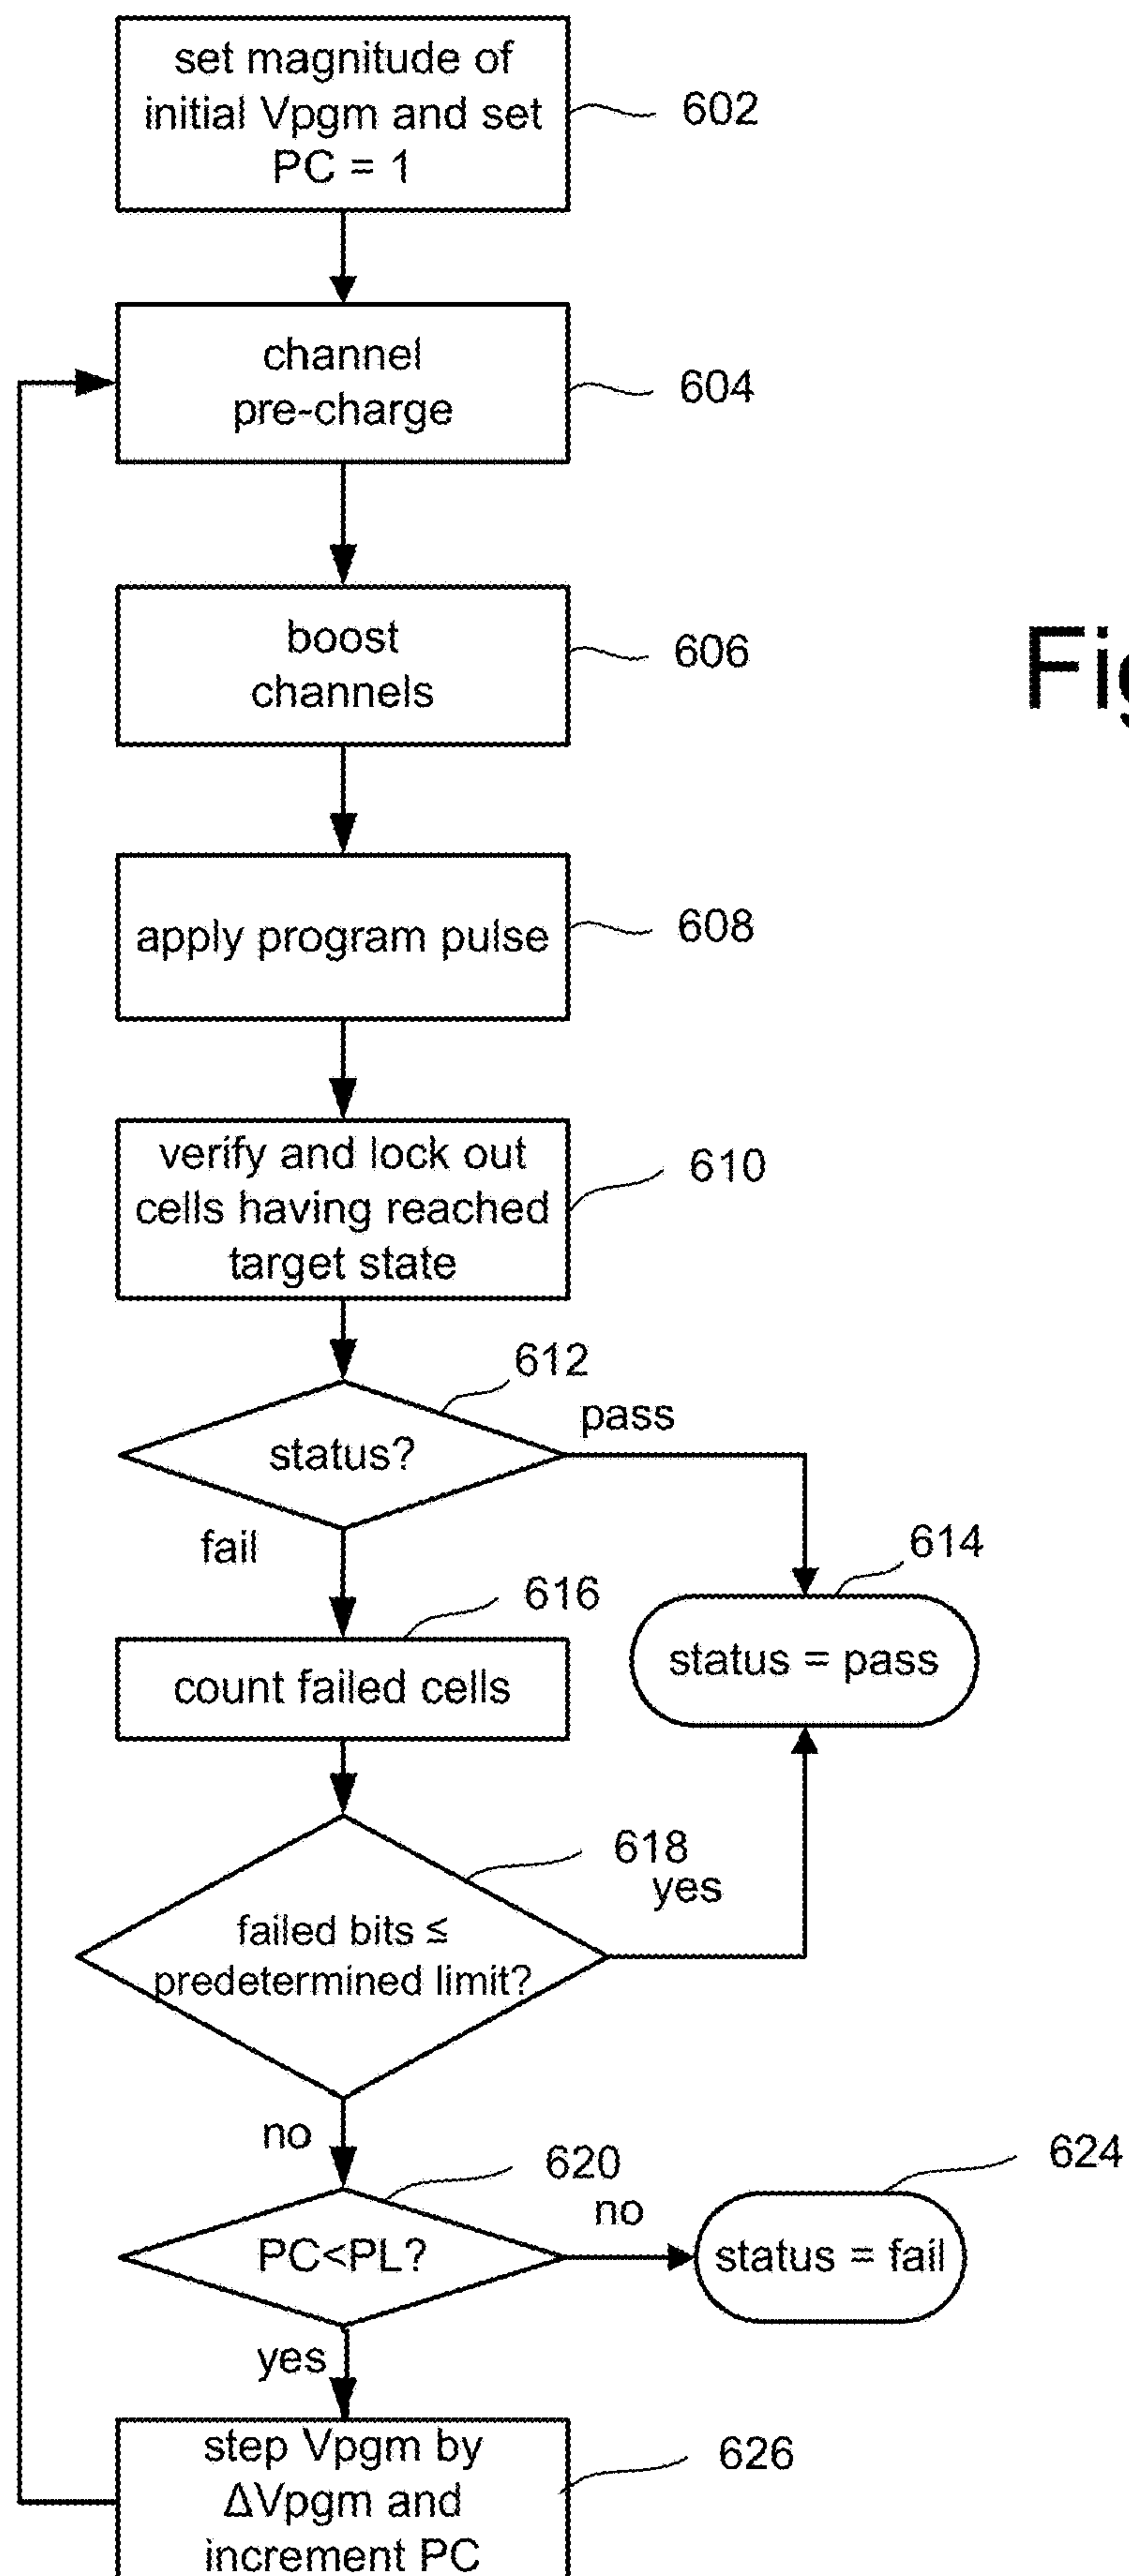 set magnitude of
initial Vpgm and set
PC = 1
602
channel
pre-charge
604
boost
channels
606
Fig
apply program pulse
608
verify and lock out
cells having reached
target state
610
612
status?
pass
fail
614
status = pass
616
count failed cells
618
yes
failed bits ≤
predetermined limit?
no
620
no
624
PC<PL?
status = fail
yes
step Vpgm by
ΔVpgm and
increment PC
626